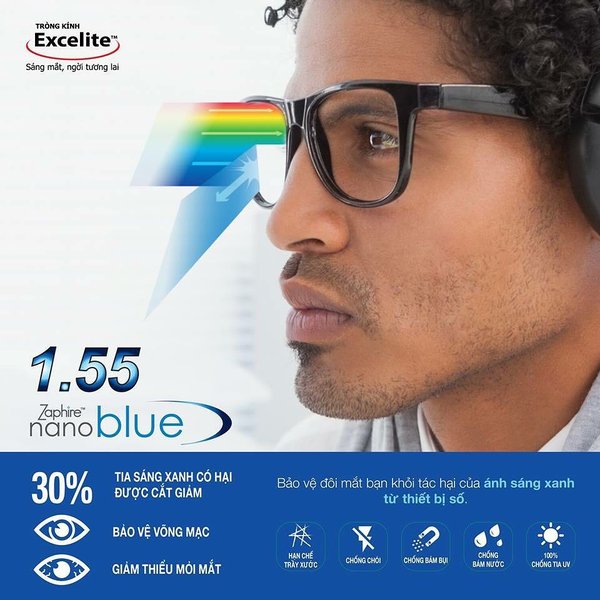 TRÒNG KÍNH
Excelite™
Sáng mắt, ngời tương lai
1.55
Zaphire™
nanoblue
30% TIA SÁNG XANH CÓ HẠI
ĐƯỢC CẮT GIẢM
BẢO VỆ VÕNG MẠC
GIẢM THIỂU MỎI MẮT
Bảo vệ đôi mắt bạn khỏi tác hại của ánh sáng xanh
từ thiết bị số.
HẠN CHẾ
TRẦY XƯỚC
CHỐNG CHÓI
CHỐNG BÁM BỤI
CHỐNG
BÁM NƯỚC
100%
CHỐNG TIA UV